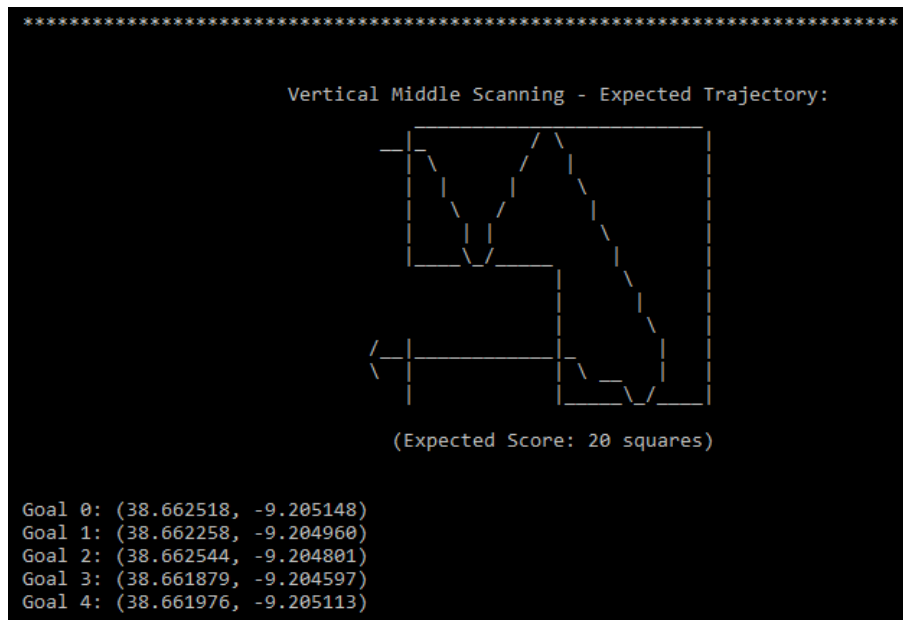 ******************************************************************************
Vertical Middle Scanning - Expected Trajectory:
(Expected Score: 20 squares)
Goal 0: (38.662518, -9.205148)
Goal 1: (38.662258, -9.204960)
Goal 2: (38.662544, -9.204801)
Goal 3: (38.661879, -9.204597)
Goal 4: (38.661976, -9.205113)